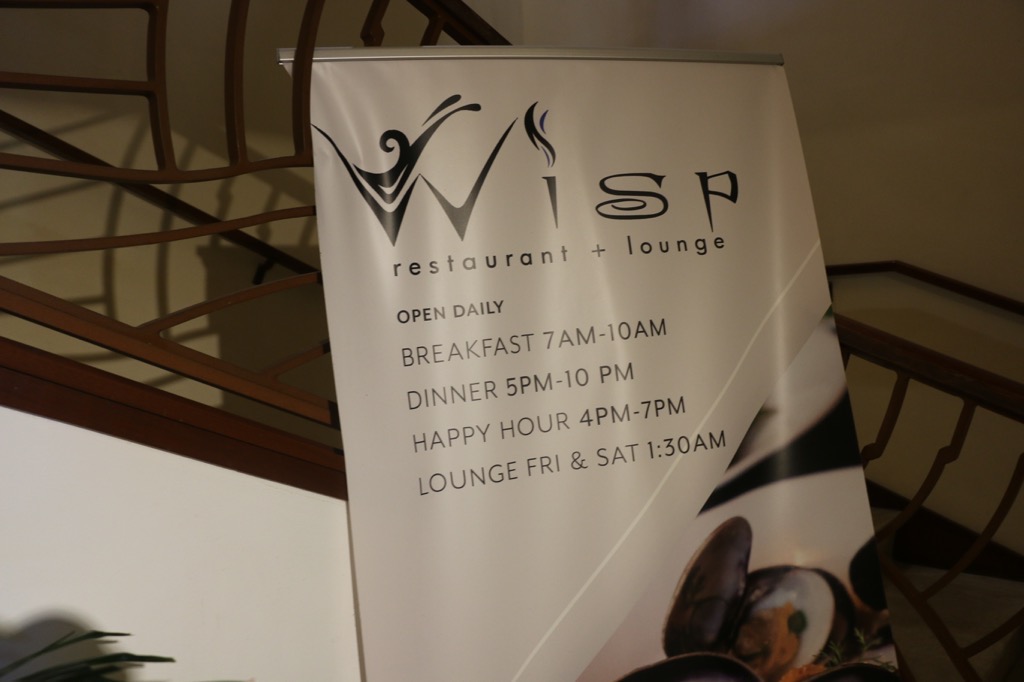 Wisp
restaurant + lounge
OPEN DAILY
BREAKFAST 7AM-10AM
DINNER 5PM-10 PM
HAPPY HOUR 4PM-7PM
LOUNGE FRI & SAT 1:30AM